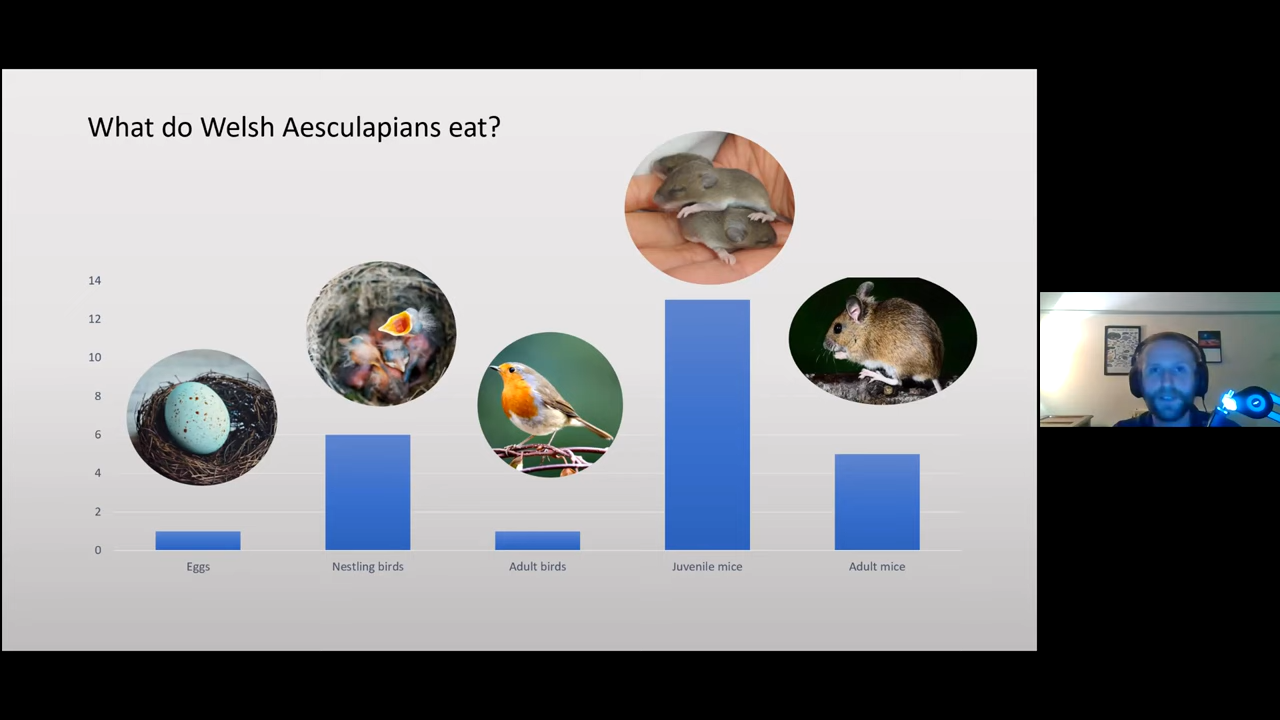 What do Welsh Aesculapians eat?
14
12
10
8
6
4
2
0
Eggs
Nestling birds
Adult birds
Juvenile mice
Adult mice